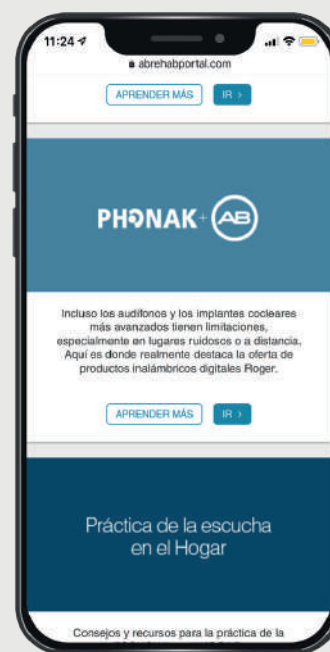 11:24
abrehabportal.com
APRENDER MÁS
IR >
PHONAK + AB
Incluso los audífonos y los implantes cocleares
más avanzados tienen limitaciones,
especialmente en lugares ruidosos o a distancia.
Aquí es donde realmente destaca la oferta de
productos inalámbricos digitales Roger.
APRENDER MÁS
IR >
Práctica de la escucha
en el Hogar
Consejos y recursos para la práctica de la